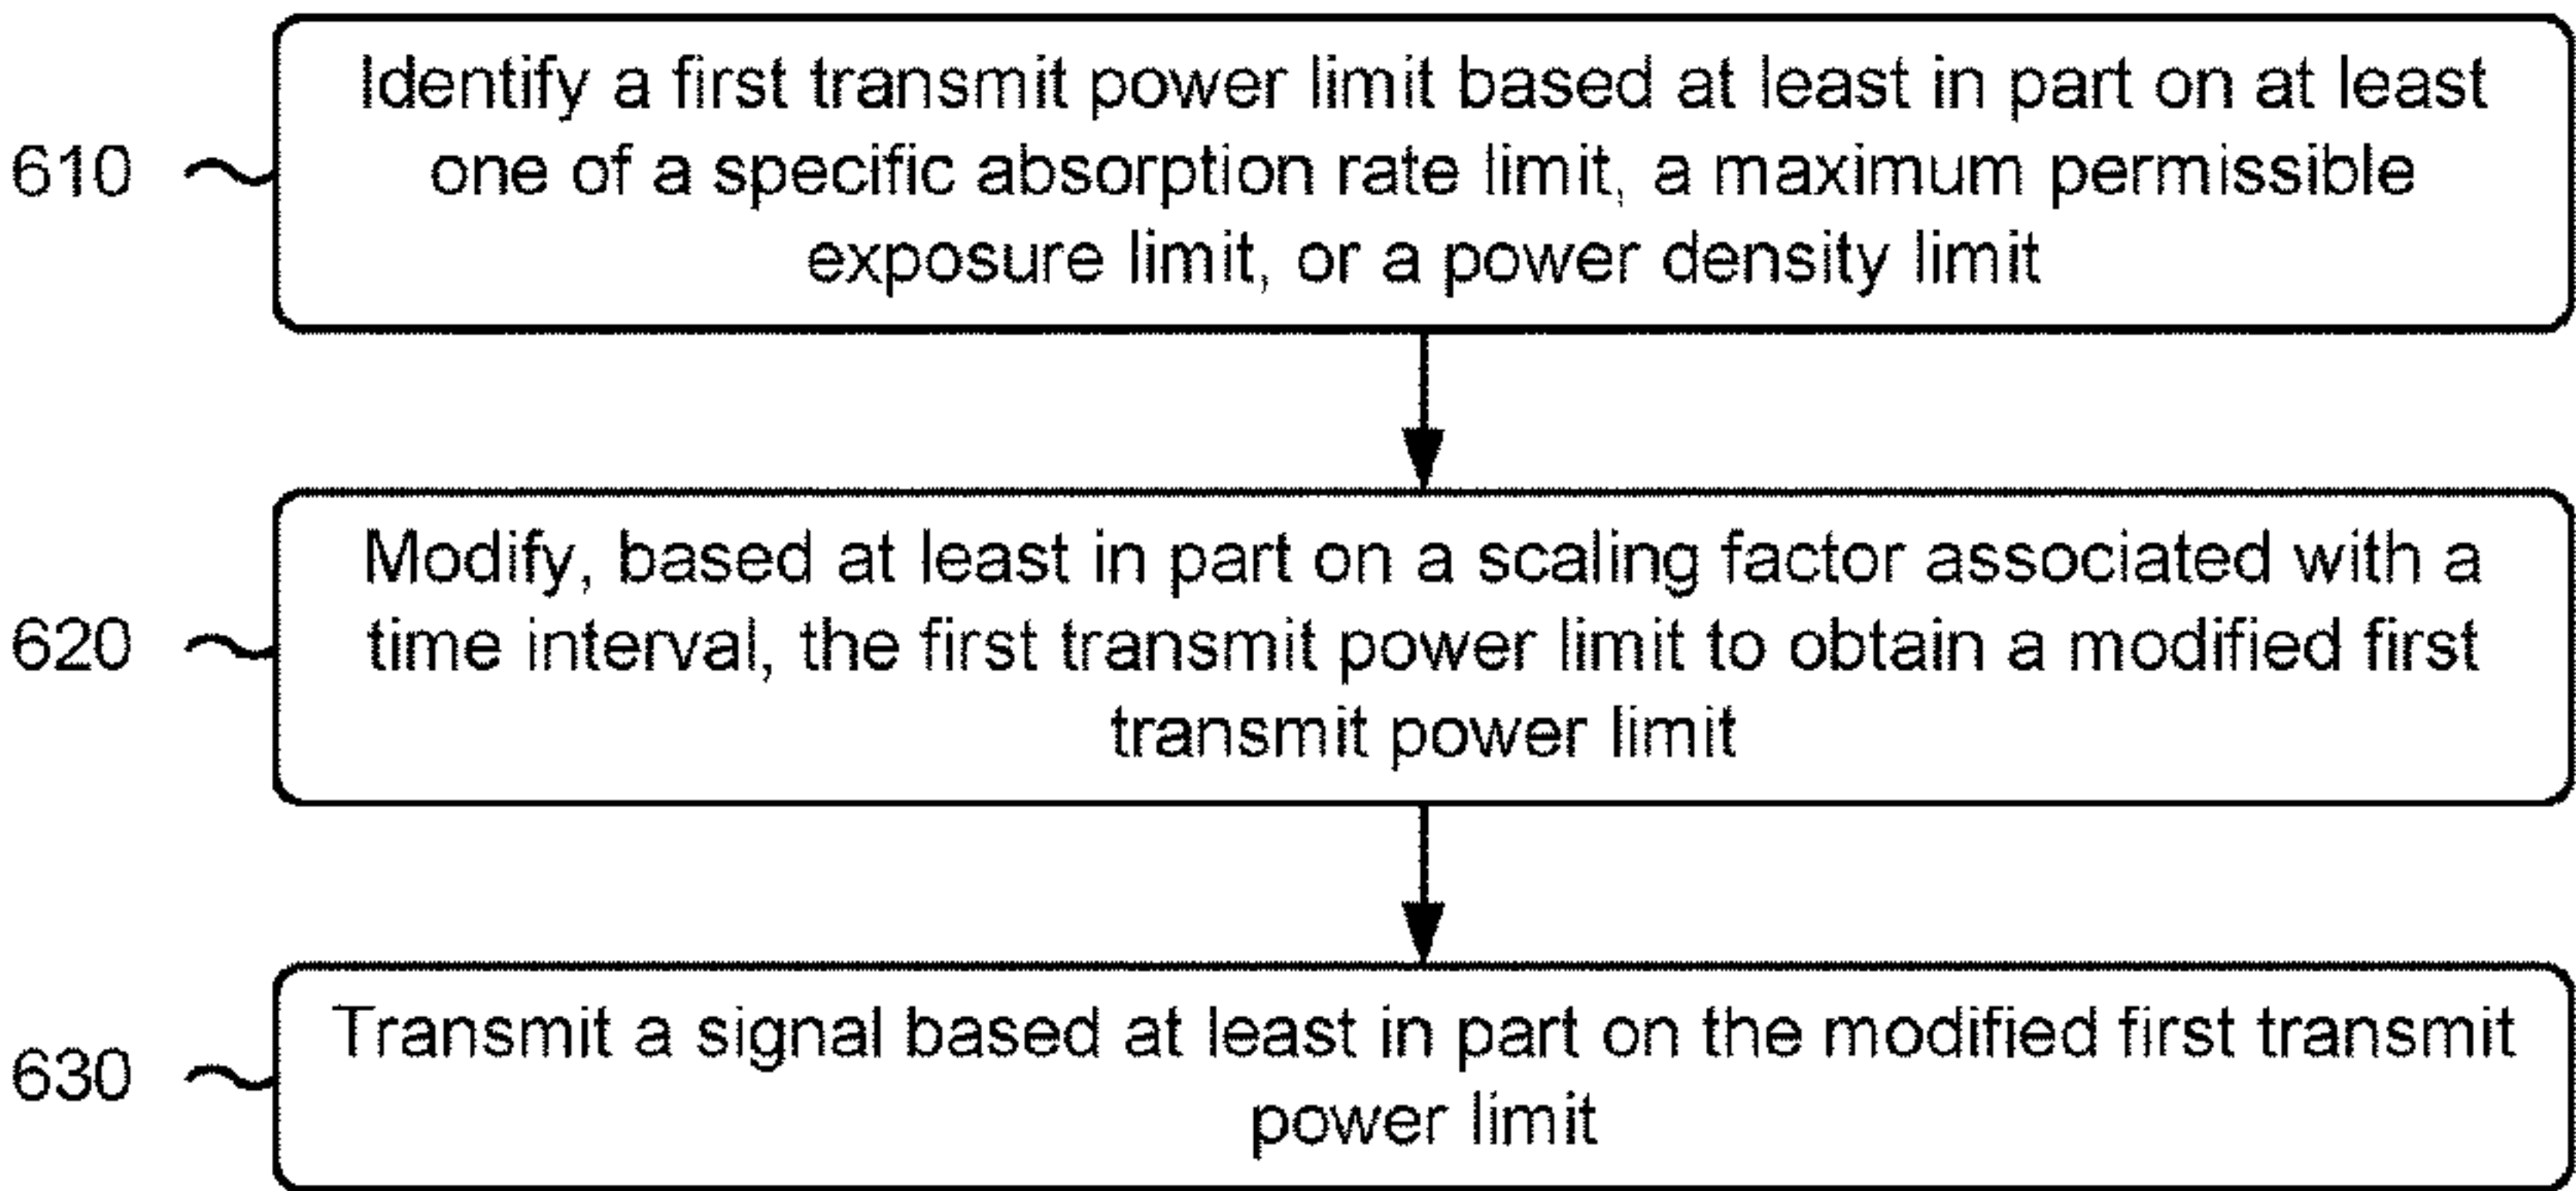 Identify a first transmit power limit based at least in part on at least
610
one of a specific absorption rate limit, a maximum permissible
exposure limit, or a power density limit
Modify, based at least in part on a scaling factor associated with a
620
time interval, the first transmit power limit to obtain a modified first
transmit power limit
630
Transmit a signal based at least in part on the modified first transmit
power limit